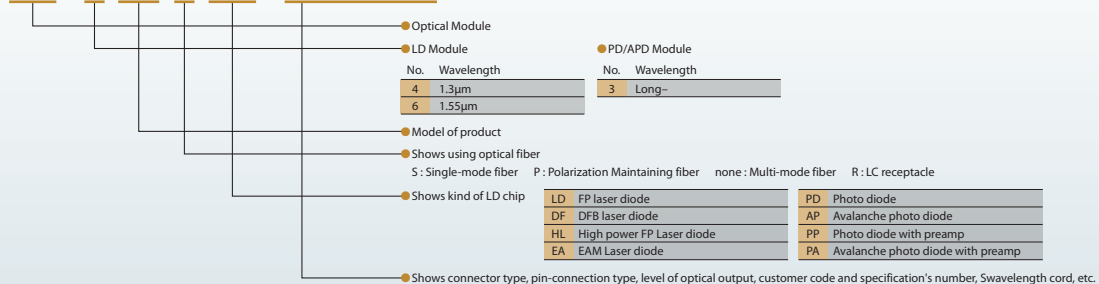 Optical Module
LD Module
PD/APD Module
No. Wavelength
4 1.3μm
6 1.55μm
No. Wavelength
3 Long–
Model of product
Shows using optical fiber
S : Single-mode fiber P : Polarization Maintaining fiber none : Multi-mode fiber R : LC receptacle
Shows kind of LD chip
LD FP laser diode
DF DFB laser diode
HL High power FP Laser diode
EA EAM Laser diode
PD Photo diode
AP Avalanche photo diode
PP Photo diode with preamp
PA Avalanche photo diode with preamp
Shows connector type, pin-connection type, level of optical output, customer code and specification's number, Swavelength cord, etc.